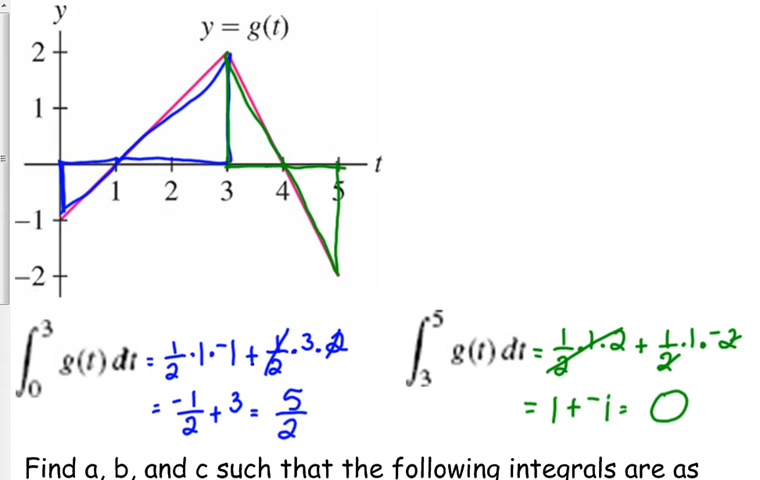 y
y = g(t)
2
1
t
1 2 3 4 5
−1
−2
∫₀³ g(t) dt = 1/2 · 1 · -1 + 1/2 · 3 · 2
= -1/2 + 3 = 5/2
∫₃⁵ g(t) dt = 1/2 · 1 · 2 + 1/2 · 1 · -2
= 1 + -1 = 0
Find a, b, and c such that the following integrals are as